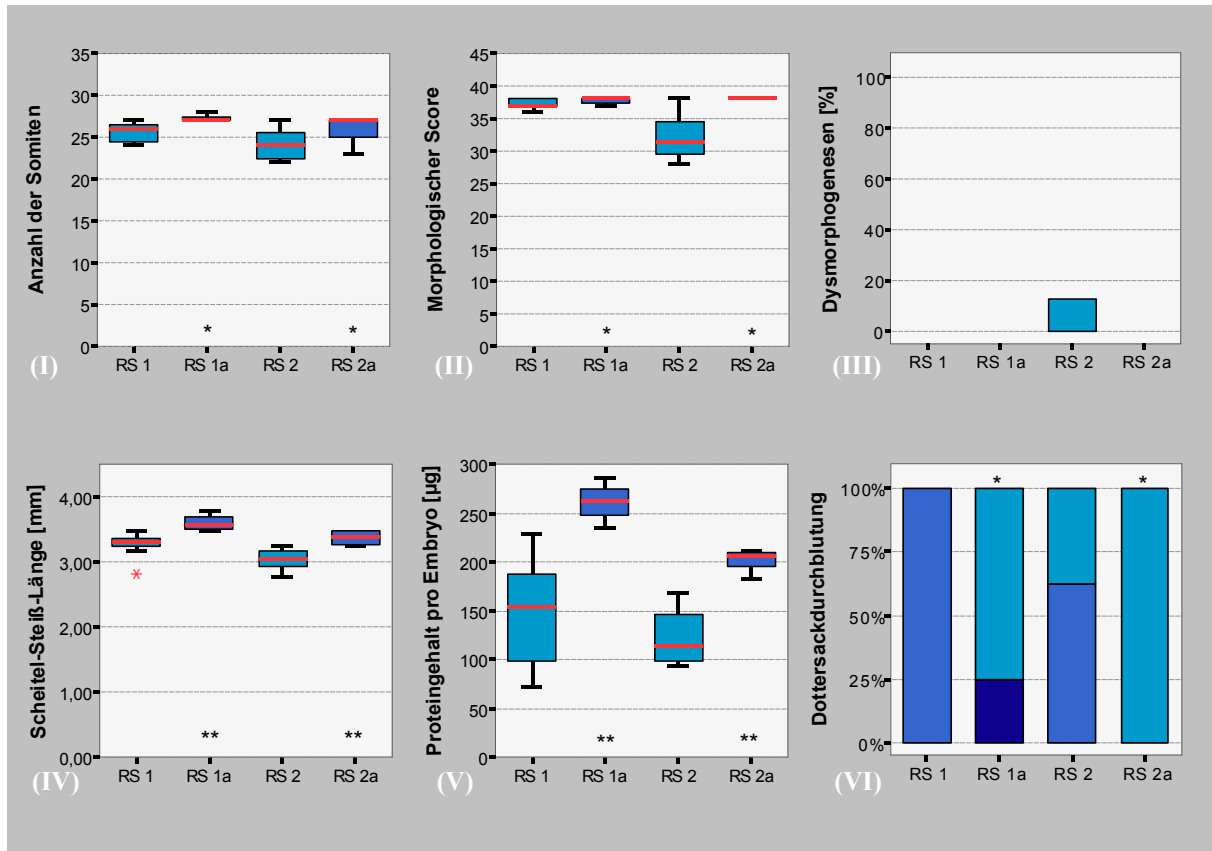 Anzahl der Somiten
35
30
25
20
15
10
5
0
*
*
RS 1 RS 1a RS 2 RS 2a
(I)
Morphologischer Score
45
40
35
30
25
20
15
10
5
0
*
*
RS 1 RS 1a RS 2 RS 2a
(II)
Dysmorphogenesen [%]
100
80
60
40
20
0
RS 1 RS 1a RS 2 RS 2a
(III)
Scheitel-Steiß-Länge [mm]
4,00
3,00
2,00
1,00
0,00
*
**
**
RS 1 RS 1a RS 2 RS 2a
(IV)
Proteingehalt pro Embryo [µg]
300
250
200
150
100
50
0
**
**
RS 1 RS 1a RS 2 RS 2a
(V)
Dottersackdurchblutung
100%
75%
50%
25%
0%
*
*
RS 1 RS 1a RS 2 RS 2a
(VI)